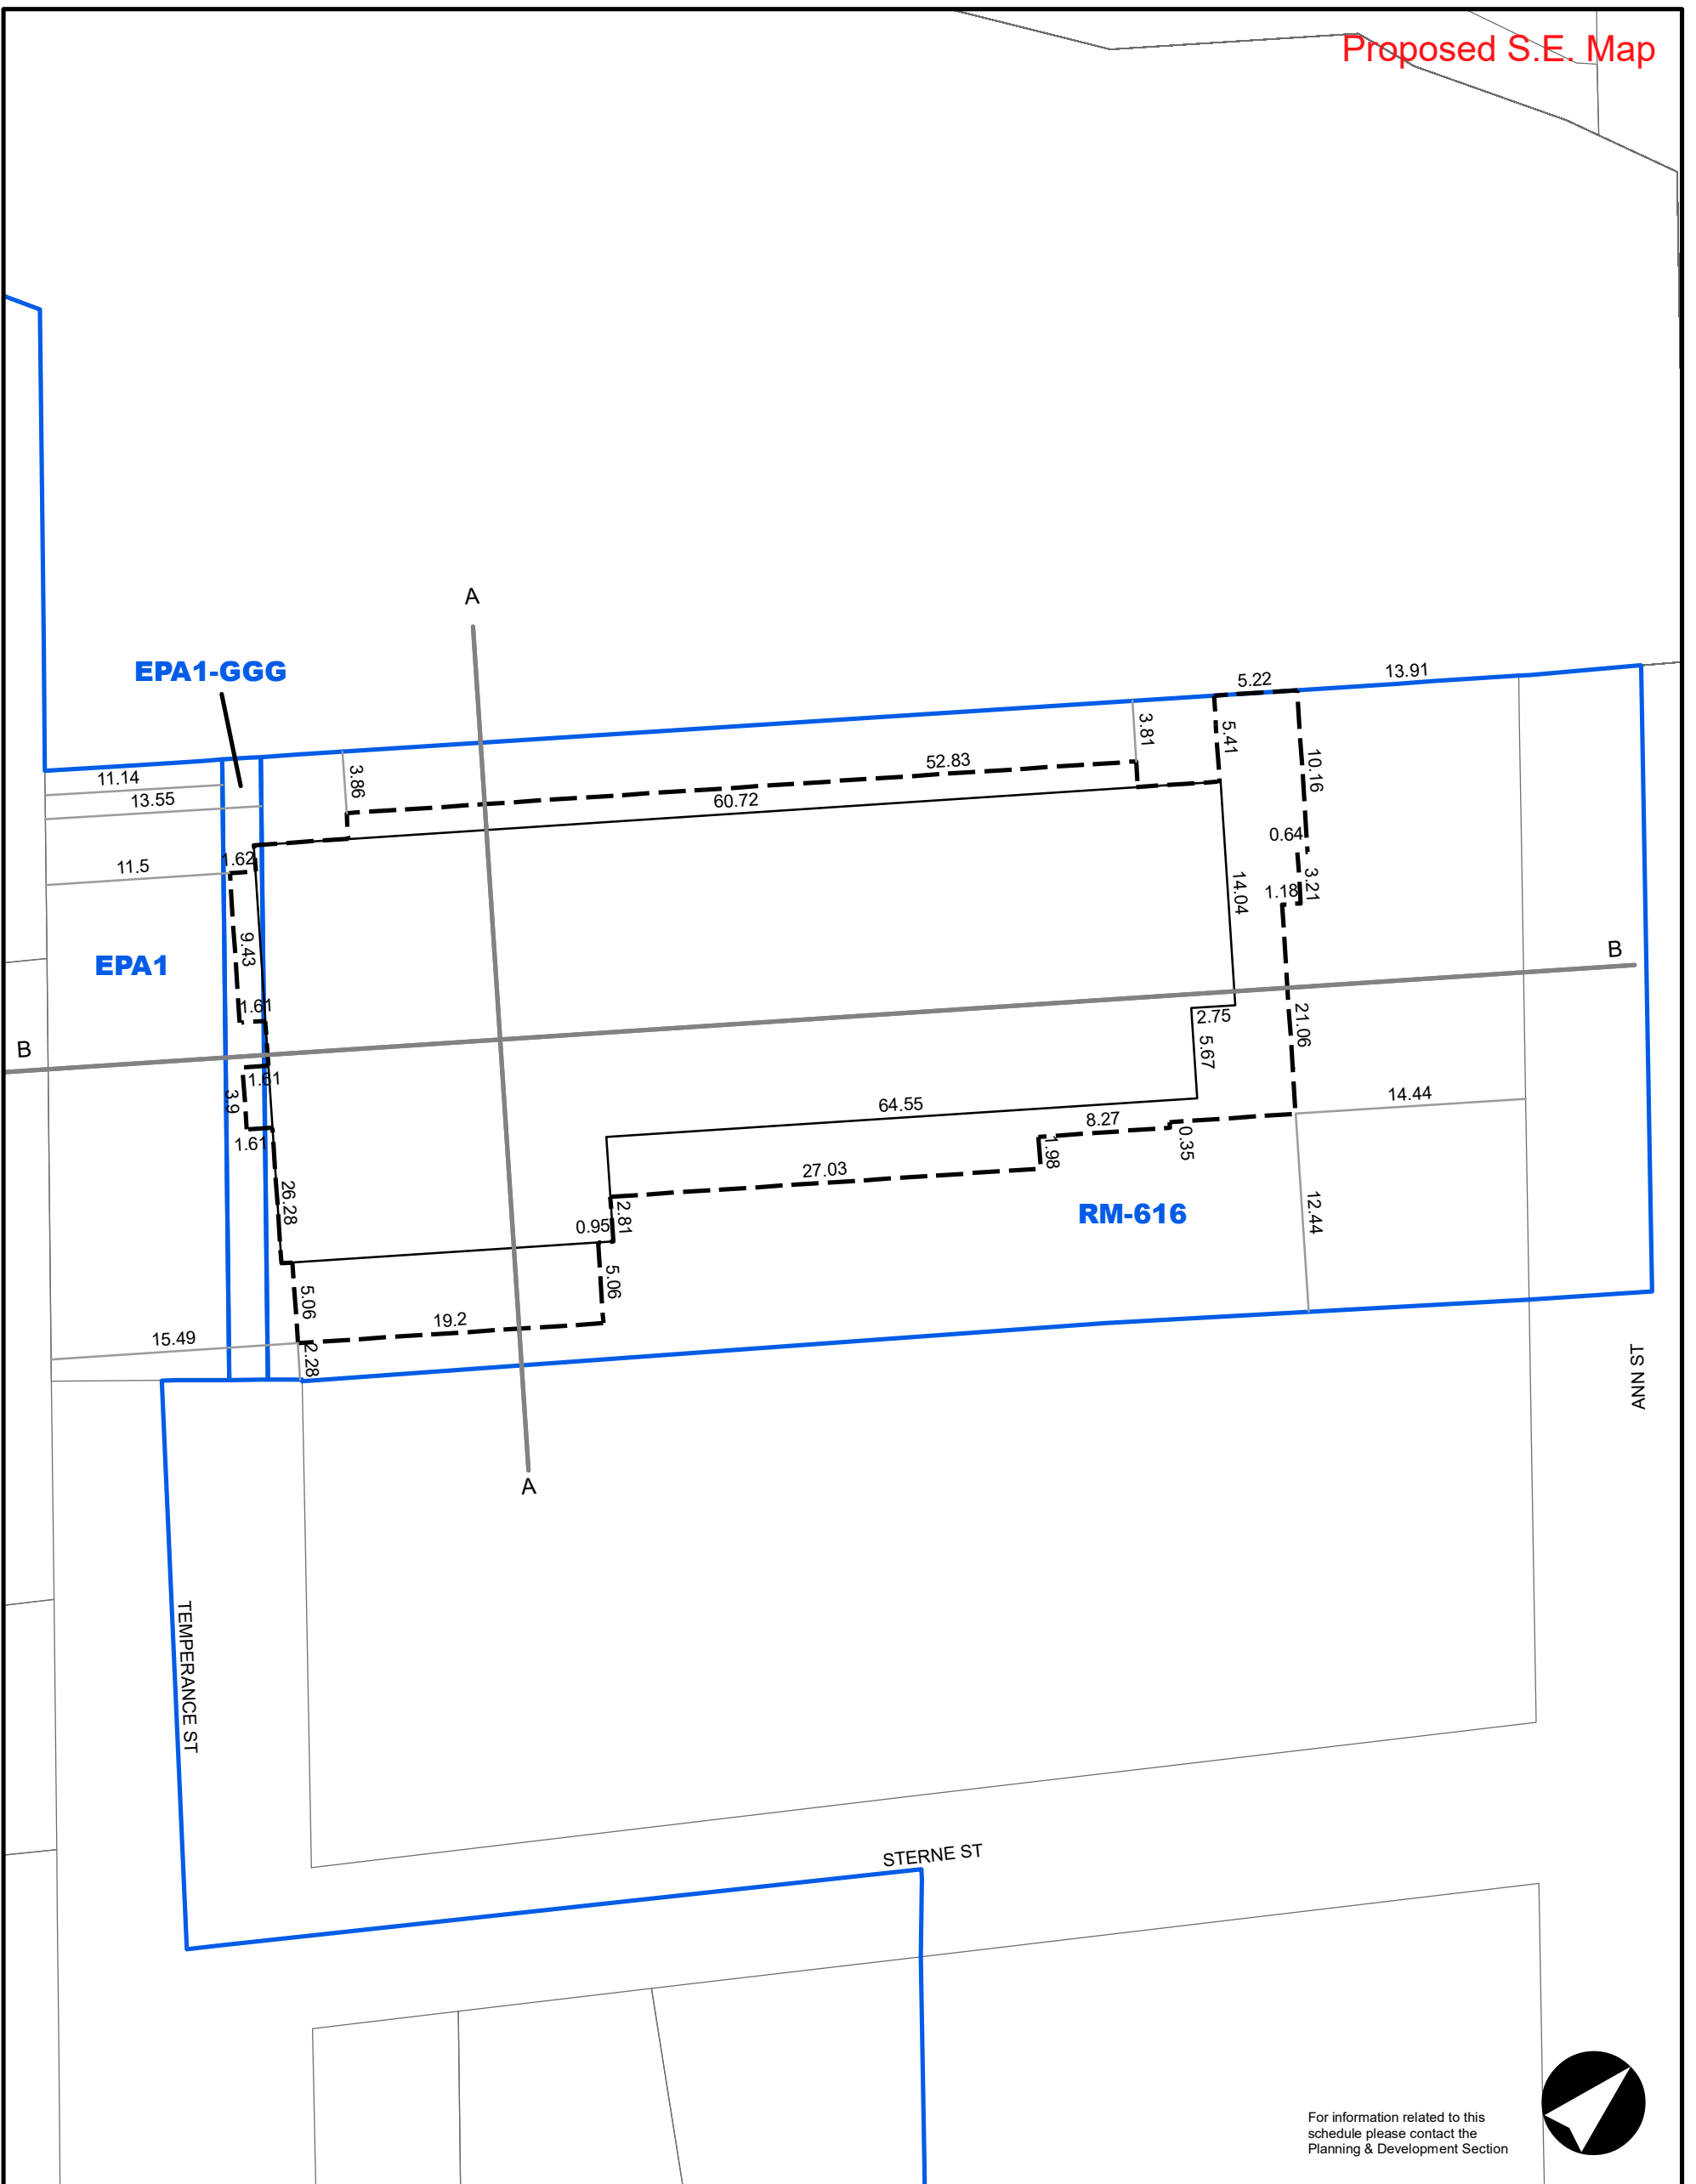 Proposed S.E. Map
A
EPA1-GGG
5.22
13.91
3.81
5.41
52.83
10.16
11.14
3.86
13.55
60.72
0.64
1.62
11.5
3.21
1.18
14.04
9.43
B
EPA1
1.61
2.75
21.06
B
5.67
1.61
3.9
14.44
64.55
8.27
0.35
1.61
1.98
27.03
26.28
12.44
RM-616
2.81
0.95
5.06
5.06
19.2
15.49
2.28
ANN ST
A
TEMPERANCE ST
STERNE ST
For information related to this
schedule please contact the
Planning & Development Section